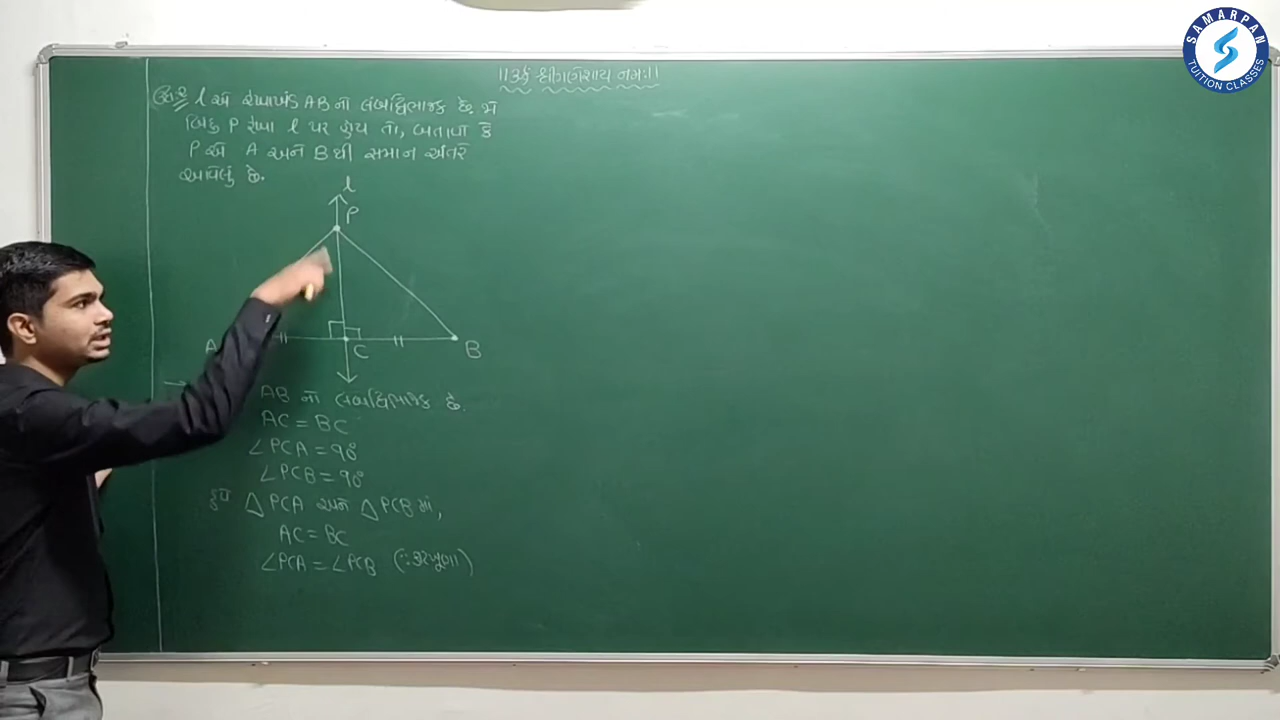 ॥ ૐ શ્રી ગણેશાય નમઃ ॥
SAMARPAN
TUITION CLASSES
l એ રેખાખંડ AB નો લંબદ્વિભાજક છે. જો
બિંદુ P રેખા l પર હોય તો, બતાવો કે
P એ A અને B થી સમાન અંતરે
આવેલું છે.
l
P
A
C
B
AB નો લંબદ્વિભાજક છે.
AC = BC
∠PCA = 90°
∠PCB = 90°
હવે △PCA અને △PCB માં,
AC = BC
∠PCA = ∠PCB (∵ કાટખૂણા)